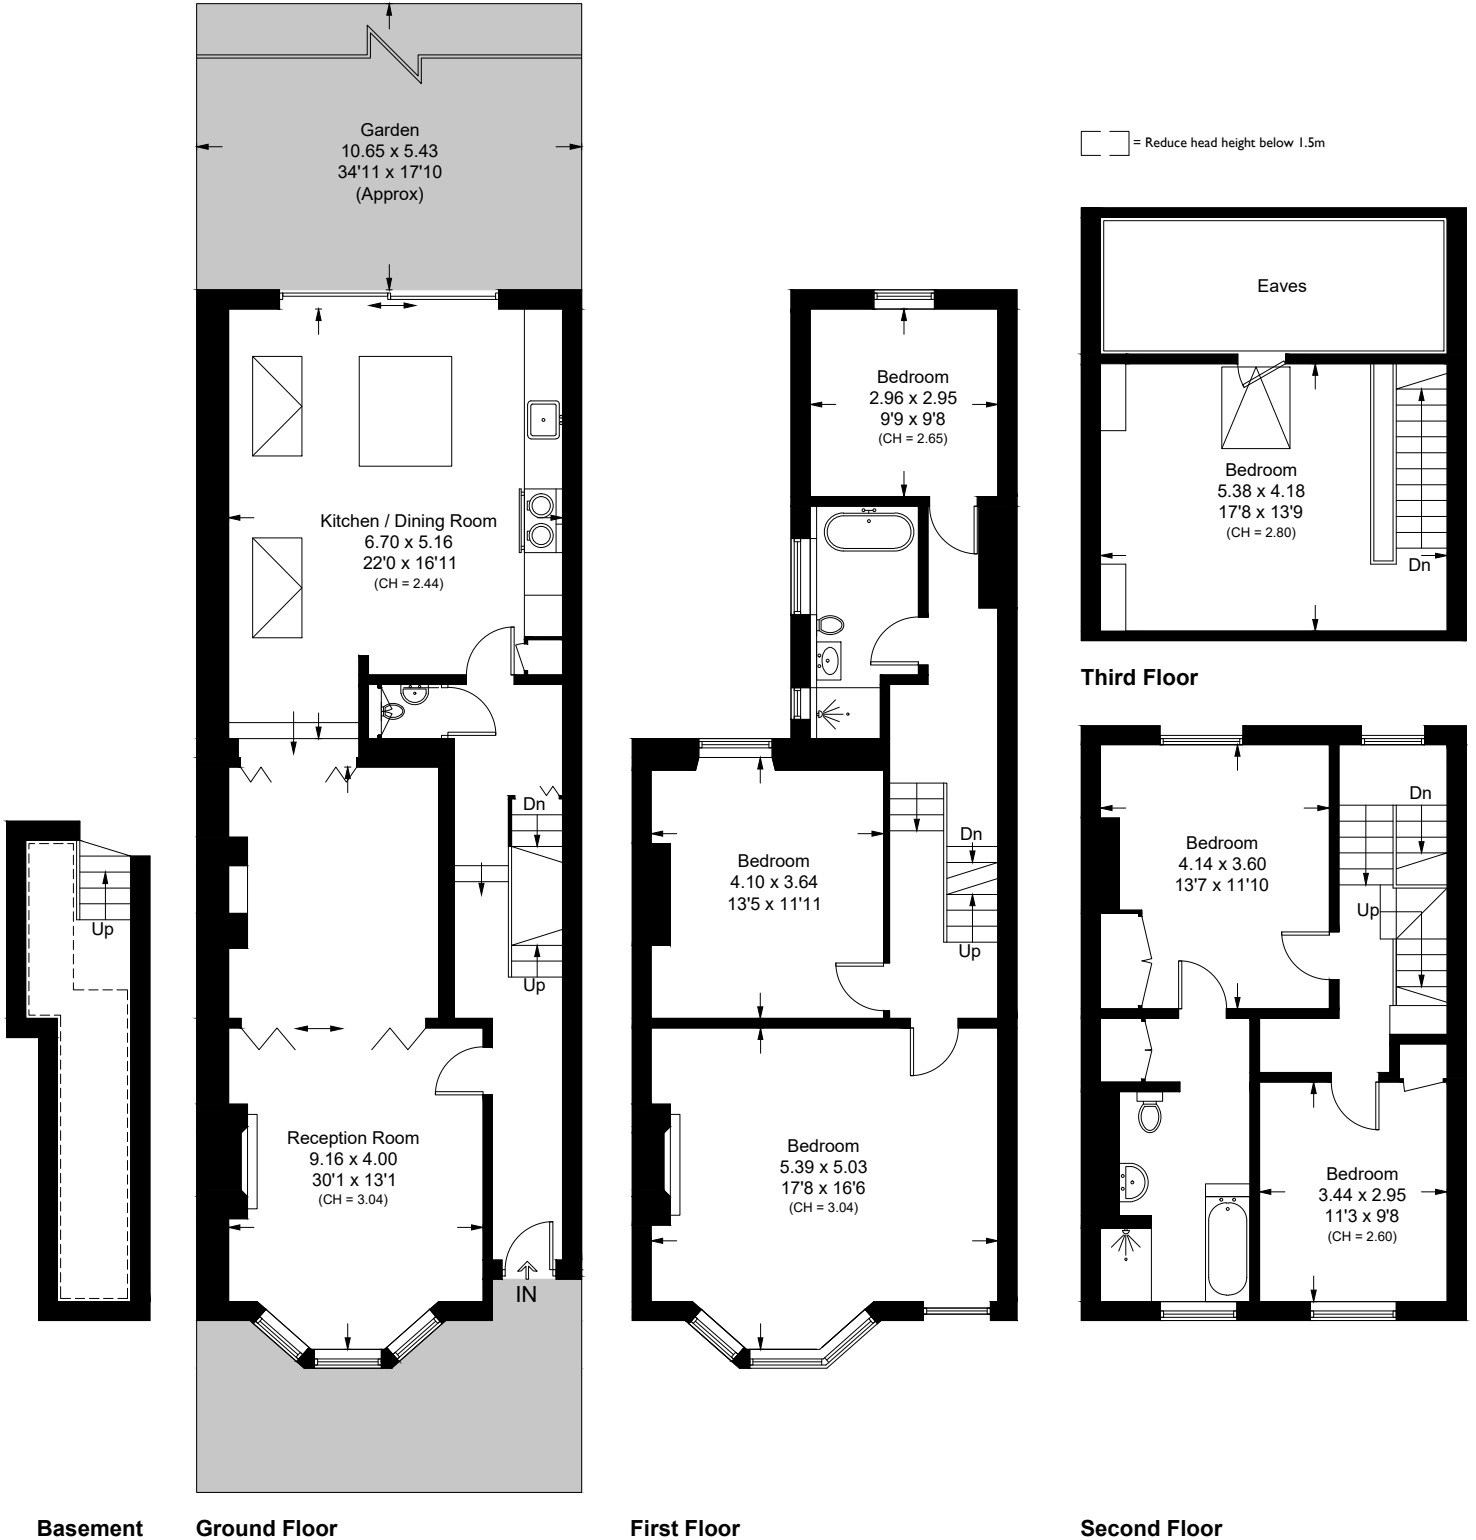 Garden
10.65 x 5.43
34'11 x 17'10
(Approx)
= Reduce head height below 1.5m
Eaves
Bedroom
5.38 x 4.18
17'8 x 13'9
(CH = 2.80)
Dn
Third Floor
Kitchen / Dining Room
6.70 x 5.16
22'0 x 16'11
(CH = 2.44)
Dn
Up
Reception Room
9.16 x 4.00
30'1 x 13'1
(CH = 3.04)
IN
Up
Bedroom
2.96 x 2.95
9'9 x 9'8
(CH = 2.65)
Bedroom
4.10 x 3.64
13'5 x 11'11
Dn
Up
Bedroom
5.39 x 5.03
17'8 x 16'6
(CH = 3.04)
Bedroom
4.14 x 3.60
13'7 x 11'10
Dn
Up
Bedroom
3.44 x 2.95
11'3 x 9'8
(CH = 2.60)
Basement
Ground Floor
First Floor
Second Floor